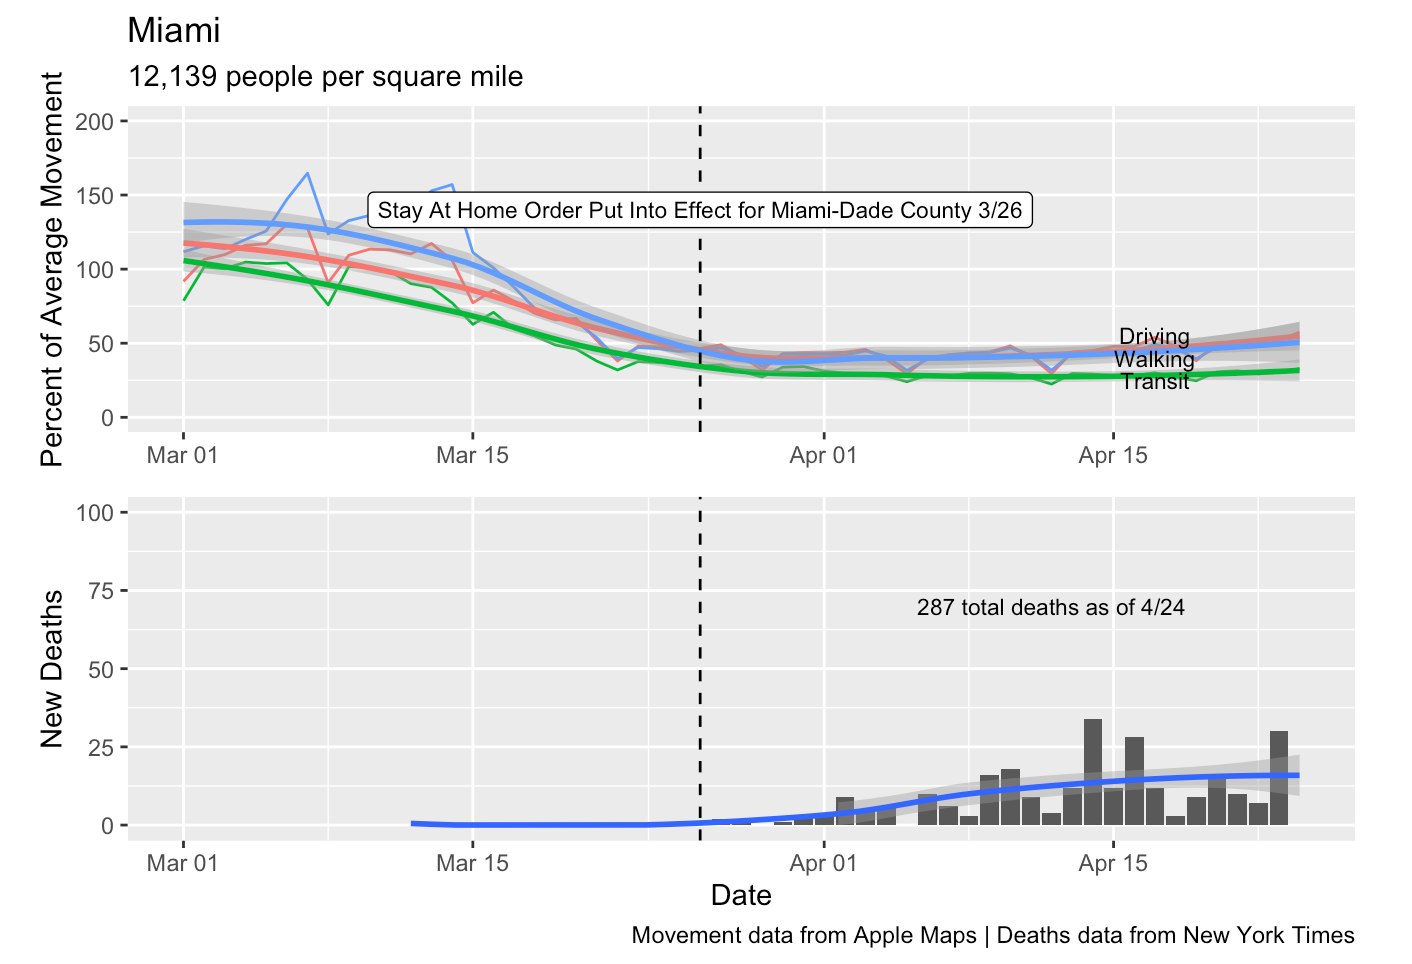 Miami
12,139 people per square mile
Percent of Average Movement
200
150
100
50
0
Stay At Home Order Put Into Effect for Miami-Dade County 3/26
Driving
Walking
Transit
Mar 01 Mar 15 Apr 01 Apr 15
New Deaths
100
75
50
25
0
287 total deaths as of 4/24
Mar 01 Mar 15 Apr 01 Apr 15
Date
Movement data from Apple Maps | Deaths data from New York Times